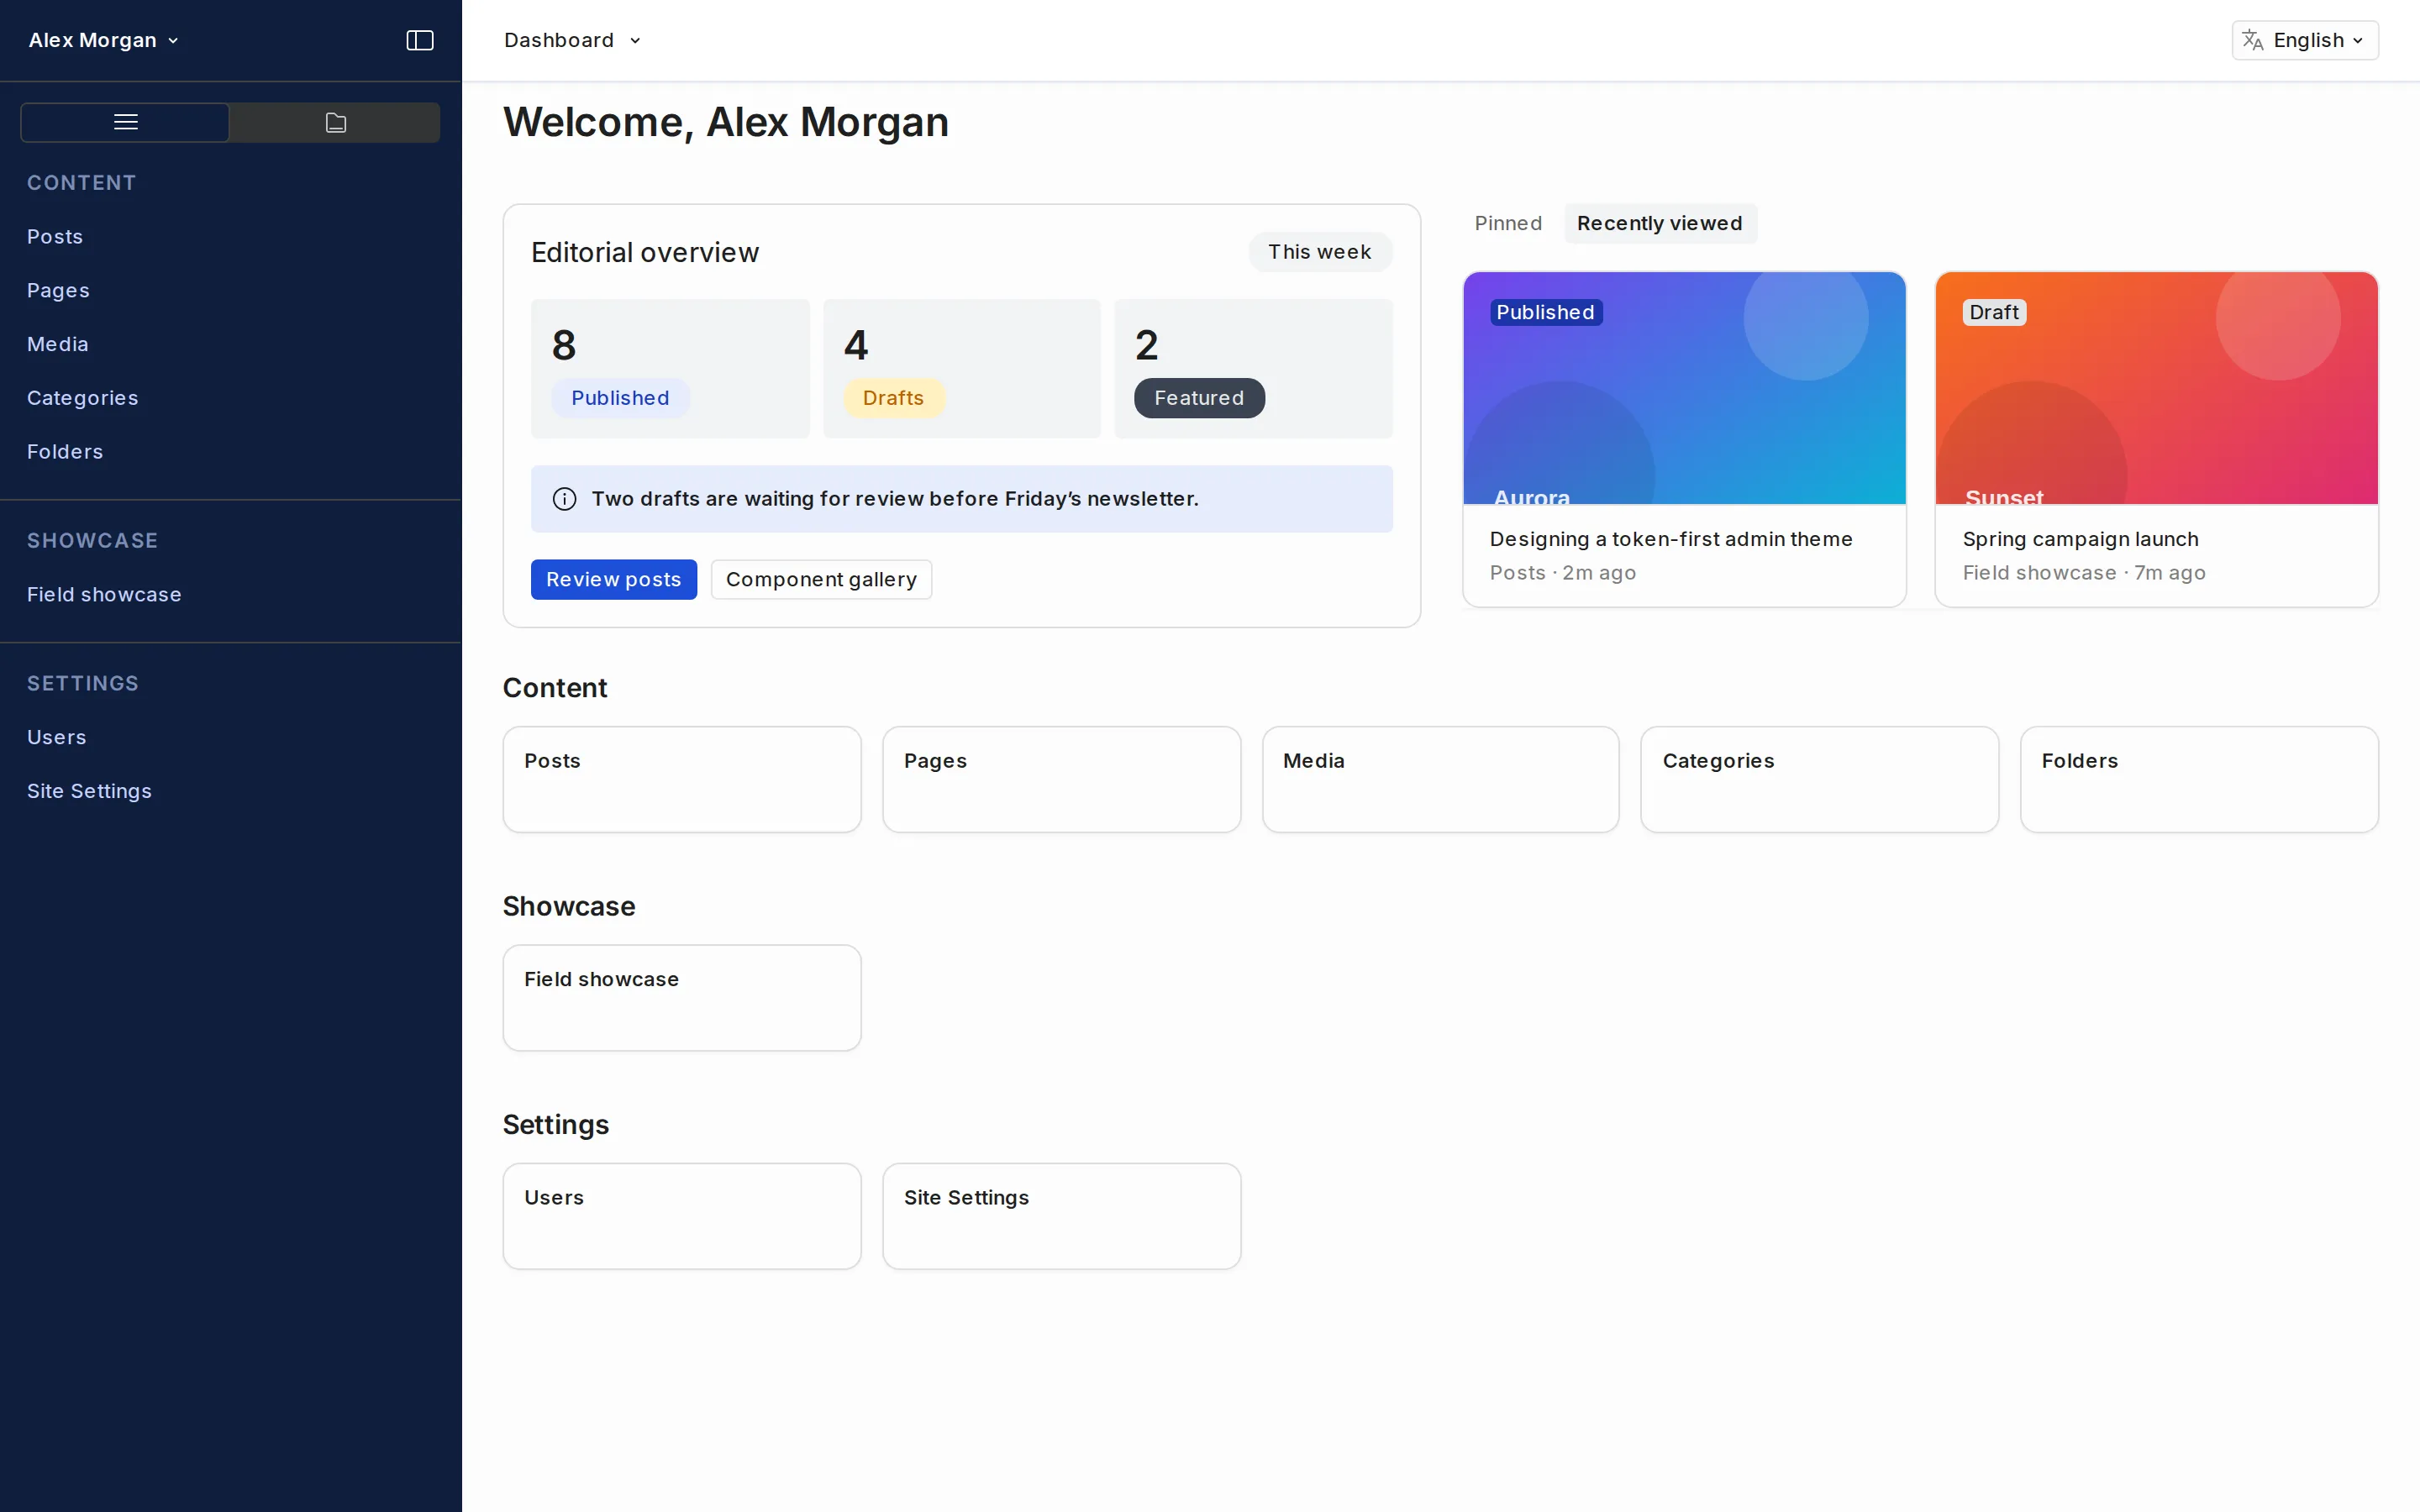 Alex Morgan
CONTENT
Posts
Pages
Media
Categories
Folders
SHOWCASE
Field showcase
SETTINGS
Users
Site Settings
Dashboard
English
Welcome, Alex Morgan
Editorial overview
This week
8
Published
4
Drafts
2
Featured
Two drafts are waiting for review before Friday’s newsletter.
Review posts
Component gallery
Pinned
Recently viewed
Published
Aurora
Designing a token-first admin theme
Posts · 2m ago
Draft
Sunset
Spring campaign launch
Field showcase · 7m ago
Content
Posts
Pages
Media
Categories
Folders
Showcase
Field showcase
Settings
Users
Site Settings